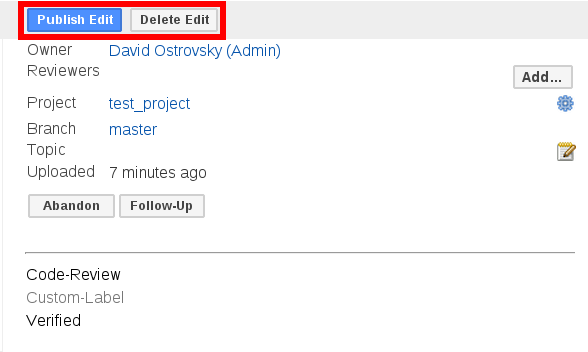 Publish Edit Delete Edit
Owner David Ostrovsky (Admin)
Reviewers
Add...
Project test_project
Branch master
Topic
Uploaded 7 minutes ago
Abandon Follow-Up
Code-Review
Custom-Label
Verified